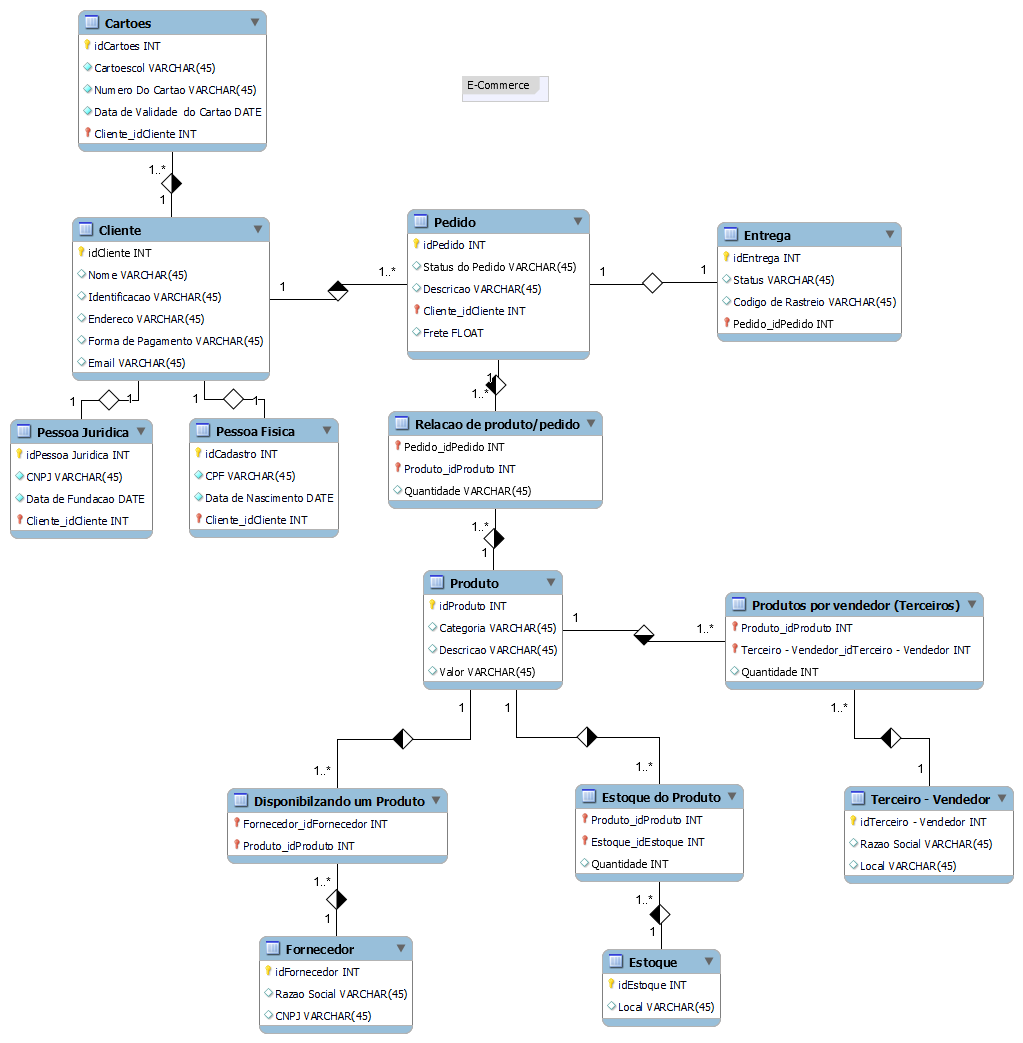 Cartoes
idCartoes INT
Cartoescol VARCHAR(45)
Numero Do Cartao VARCHAR(45)
Data de Validade do Cartao DATE
Cliente_idCliente INT
E-Commerce
1..*
1
Cliente
idCliente INT
Nome VARCHAR(45)
Identificacao VARCHAR(45)
Endereco VARCHAR(45)
Forma de Pagamento VARCHAR(45)
Email VARCHAR(45)
1
1..*
Pedido
idPedido INT
Status do Pedido VARCHAR(45)
Descricao VARCHAR(45)
Cliente_idCliente INT
Frete FLOAT
1
1
Entrega
idEntrega INT
Status VARCHAR(45)
Codigo de Rastreio VARCHAR(45)
Pedido_idPedido INT
1
1
1
1
Pessoa Juridica
idPessoa Juridica INT
CNPJ VARCHAR(45)
Data de Fundacao DATE
Cliente_idCliente INT
Pessoa Fisica
idCadastro INT
CPF VARCHAR(45)
Data de Nascimento DATE
Cliente_idCliente INT
1
1..*
Relacao de produto/pedido
Pedido_idPedido INT
Produto_idProduto INT
Quantidade VARCHAR(45)
1..*
1
Produto
idProduto INT
Categoria VARCHAR(45)
Descricao VARCHAR(45)
Valor VARCHAR(45)
1
1..*
Produtos por vendedor (Terceiros)
Produto_idProduto INT
Terceiro - Vendedor_idTerceiro - Vendedor INT
Quantidade INT
1
1..*
1
1..*
1..*
1
Disponibilzando um Produto
Fornecedor_idFornecedor INT
Produto_idProduto INT
Estoque do Produto
Produto_idProduto INT
Estoque_idEstoque INT
Quantidade INT
Terceiro - Vendedor
idTerceiro - Vendedor INT
Razao Social VARCHAR(45)
Local VARCHAR(45)
1..*
1
Fornecedor
idFornecedor INT
Razao Social VARCHAR(45)
CNPJ VARCHAR(45)
1..*
1
Estoque
idEstoque INT
Local VARCHAR(45)